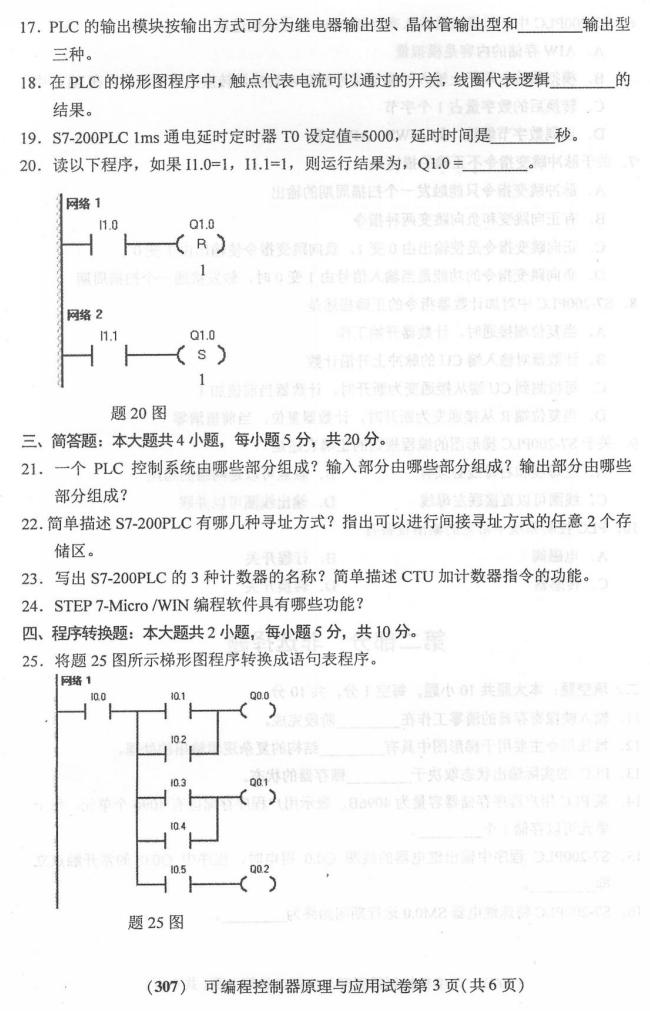 17．PLC 的输出模块按输出方式可分为继电器输出型、晶体管输出型和________输出型
三种。
18．在 PLC 的梯形图程序中，触点代表电流可以通过的开关，线圈代表逻辑________的
结果。
19．S7-200PLC 1ms 通电延时定时器 T0 设定值=5000，延时时间是________秒。
20．读以下程序，如果 I1.0=1，I1.1=1，则运行结果为，Q1.0 =________。
网络 1
I1.0 Q1.0
R
1
网络 2
I1.1 Q1.0
S
1
题 20 图
三、简答题：本大题共 4 小题，每小题 5 分，共 20 分。
21．一个 PLC 控制系统由哪些部分组成？输入部分由哪些部分组成？输出部分由哪些
部分组成？
22．简单描述 S7-200PLC 有哪几种寻址方式？指出可以进行间接寻址方式的任意 2 个存
储区。
23．写出 S7-200PLC 的 3 种计数器的名称？简单描述 CTU 加计数器指令的功能。
24．STEP 7-Micro /WIN 编程软件具有哪些功能？
四、程序转换题：本大题共 2 小题，每小题 5 分，共 10 分。
25．将题 25 图所示梯形图程序转换成语句表程序。
网络 1
I0.0 I0.1 Q0.0
I0.2
I0.3 Q0.1
I0.4
I0.5 Q0.2
题 25 图
(307) 可编程控制器原理与应用试卷第 3 页(共 6 页)